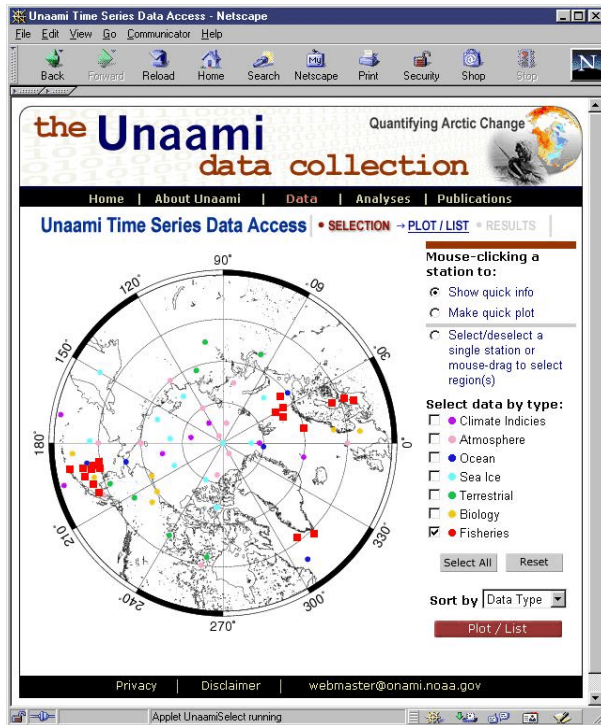 Unaami Time Series Data Access - Netscape
File Edit View Go Communicator Help
Back Forward Reload Home Search Netscape Print Security Shop Stop
My
N
the Unaami
data collection
Quantifying Arctic Change
Home | About Unaami | Data | Analyses | Publications
Unaami Time Series Data Access • SELECTION → PLOT / LIST • RESULTS
Mouse-clicking a
station to:
Show quick info
Make quick plot
Select/deselect a
single station or
mouse-drag to select
region(s)
Select data by type:
Climate Indicies
Atmosphere
Ocean
Sea Ice
Terrestrial
Biology
Fisheries
Select All Reset
Sort by Data Type
Plot / List
90°
120°
60°
150°
30°
180°
0°
210°
330°
240°
300°
270°
Privacy | Disclaimer | webmaster@onami.noaa.gov
Applet UnaamiSelect running